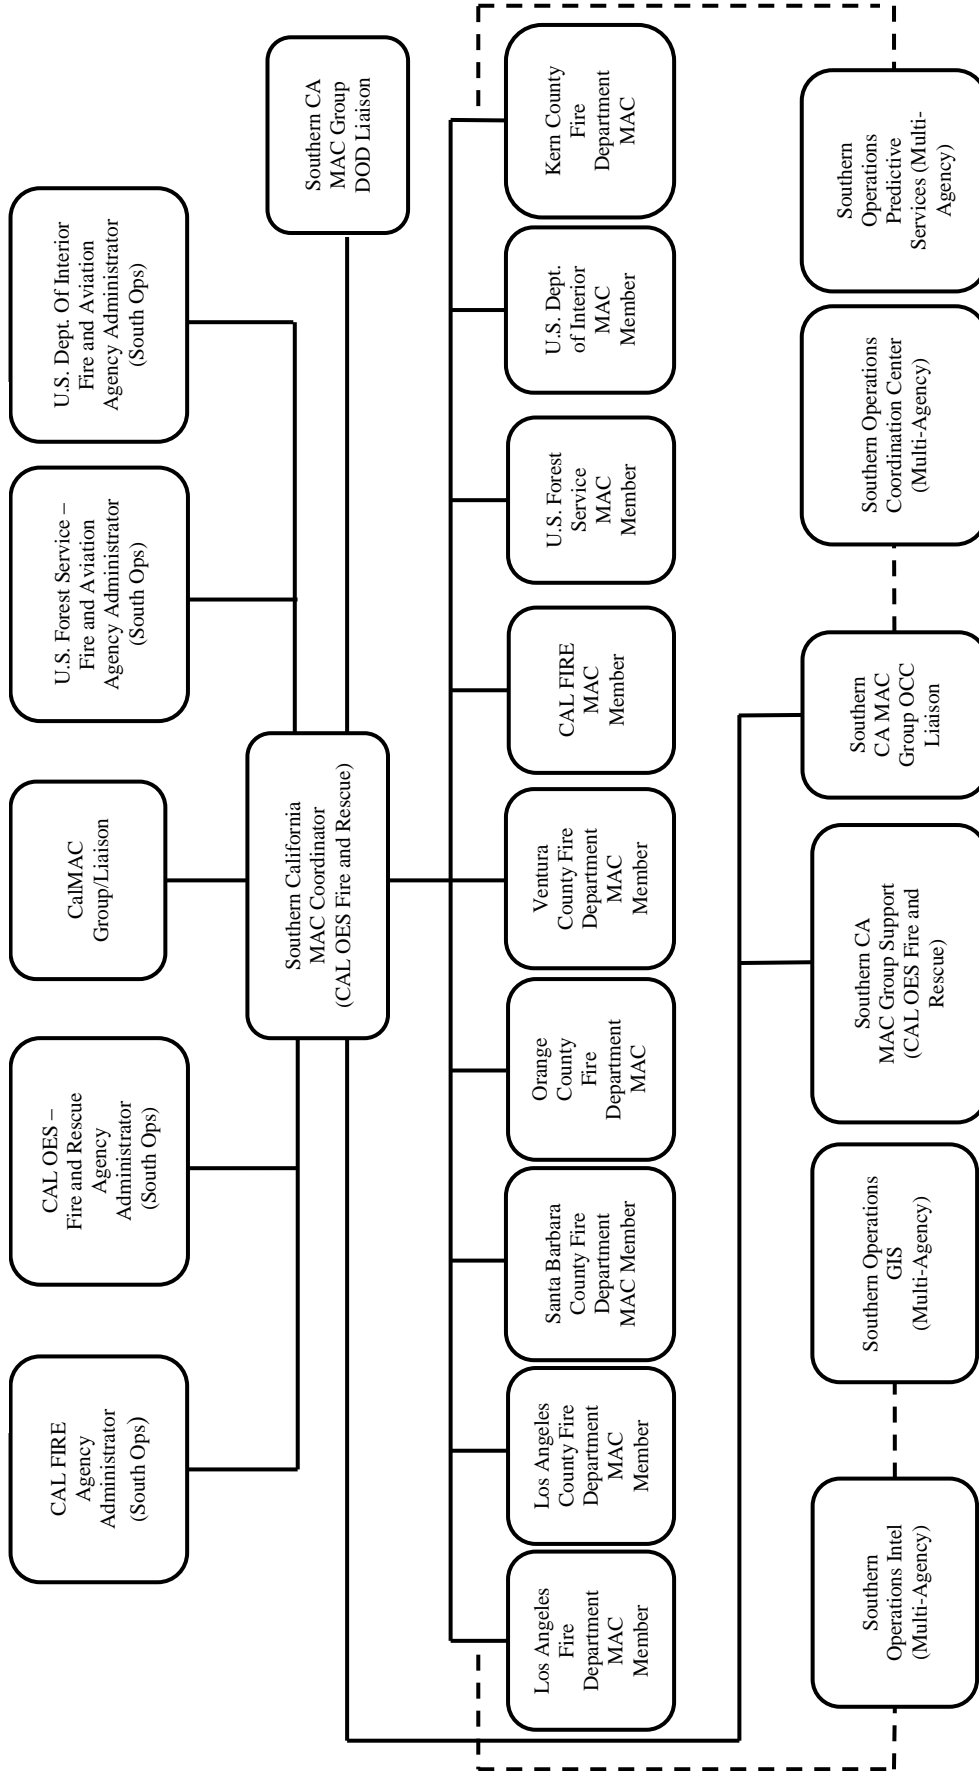 CAL FIRE
Agency
Administrator
(South Ops)
CAL OES –
Fire and Rescue
Agency
Administrator
(South Ops)
CalMAC
Group/Liaison
U.S. Forest Service –
Fire and Aviation
Agency Administrator
(South Ops)
U.S. Dept. Of Interior
Fire and Aviation
Agency Administrator
(South Ops)
Southern California
MAC Coordinator
(CAL OES Fire and Rescue)
Southern CA
MAC Group
DOD Liaison
Los Angeles
Fire
Department
MAC
Member
Los Angeles
County Fire
Department
MAC
Member
Santa Barbara
County Fire
Department
MAC Member
Orange
County
Fire
Department
MAC
Ventura
County Fire
Department
MAC
Member
CAL FIRE
MAC
Member
U.S. Forest
Service
MAC
Member
U.S. Dept.
of Interior
MAC
Member
Kern County
Fire
Department
MAC
Southern
Operations Intel
(Multi-Agency)
Southern Operations
GIS
(Multi-Agency)
Southern CA
MAC Group Support
(CAL OES Fire and
Rescue)
Southern
CA MAC
Group OCC
Liaison
Southern Operations
Coordination Center
(Multi-Agency)
Southern
Operations
Predictive
Services (Multi-
Agency)